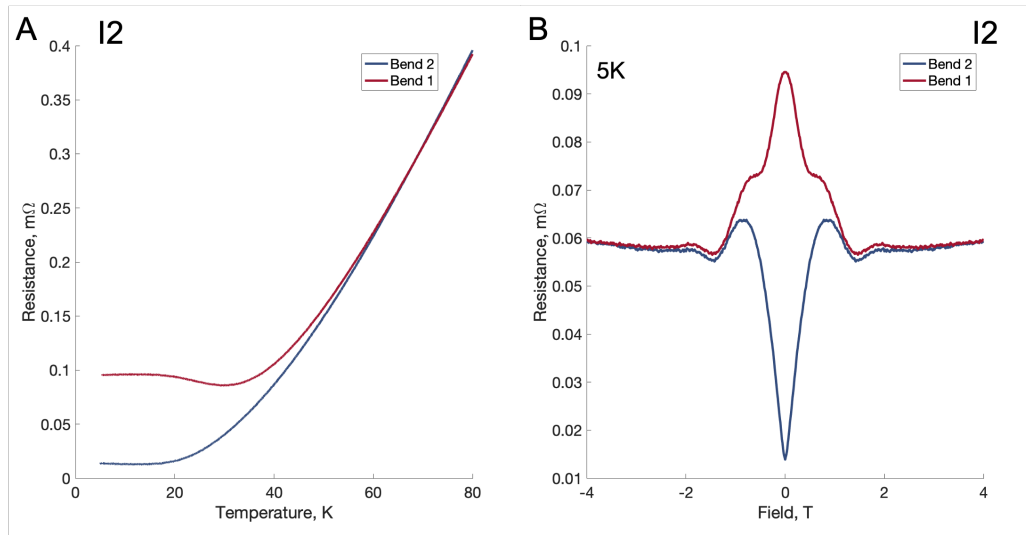 A
I2
Bend 2
Bend 1
0.4
0.35
0.3
0.25
0.2
0.15
0.1
0.05
0
Resistance, mΩ
0
20
40
60
80
Temperature, K
B
I2
5K
Bend 2
Bend 1
0.1
0.09
0.08
0.07
0.06
0.05
0.04
0.03
0.02
0.01
Resistance, mΩ
-4
-2
0
2
4
Field, T